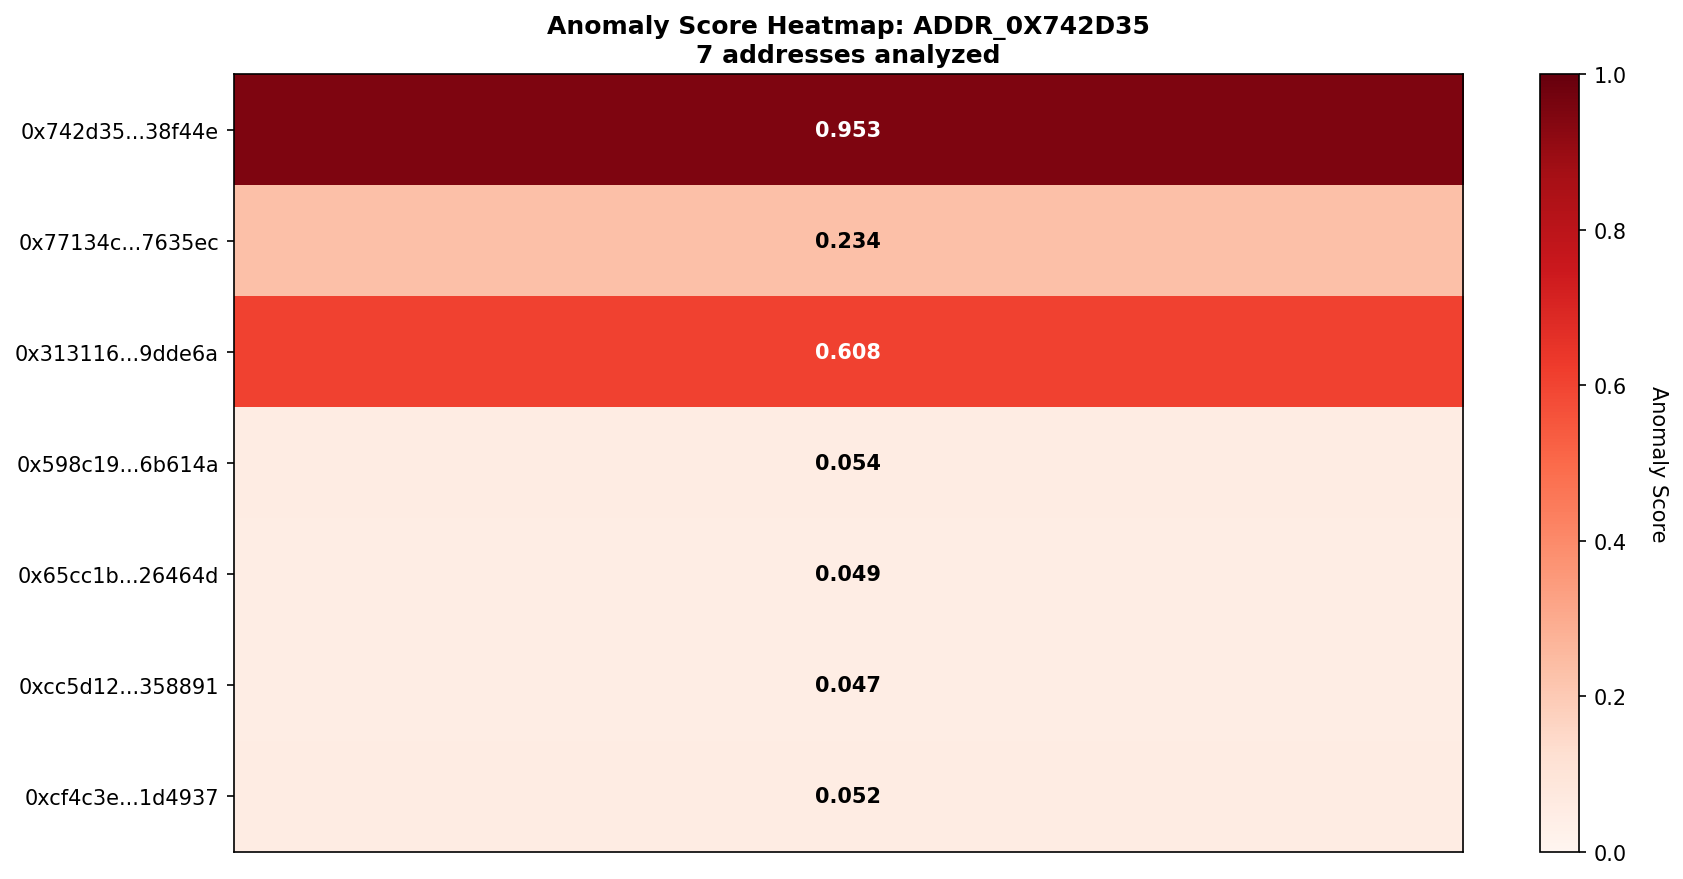 Anomaly Score Heatmap: ADDR_0X742D35
7 addresses analyzed
0x742d35...38f44e
0.953
0x77134c...7635ec
0.234
0x313116...9dde6a
0.608
0x598c19...6b614a
0.054
0x65cc1b...26464d
0.049
0xcc5d12...358891
0.047
0xcf4c3e...1d4937
0.052
1.0
0.8
0.6
0.4
0.2
0.0
Anomaly Score